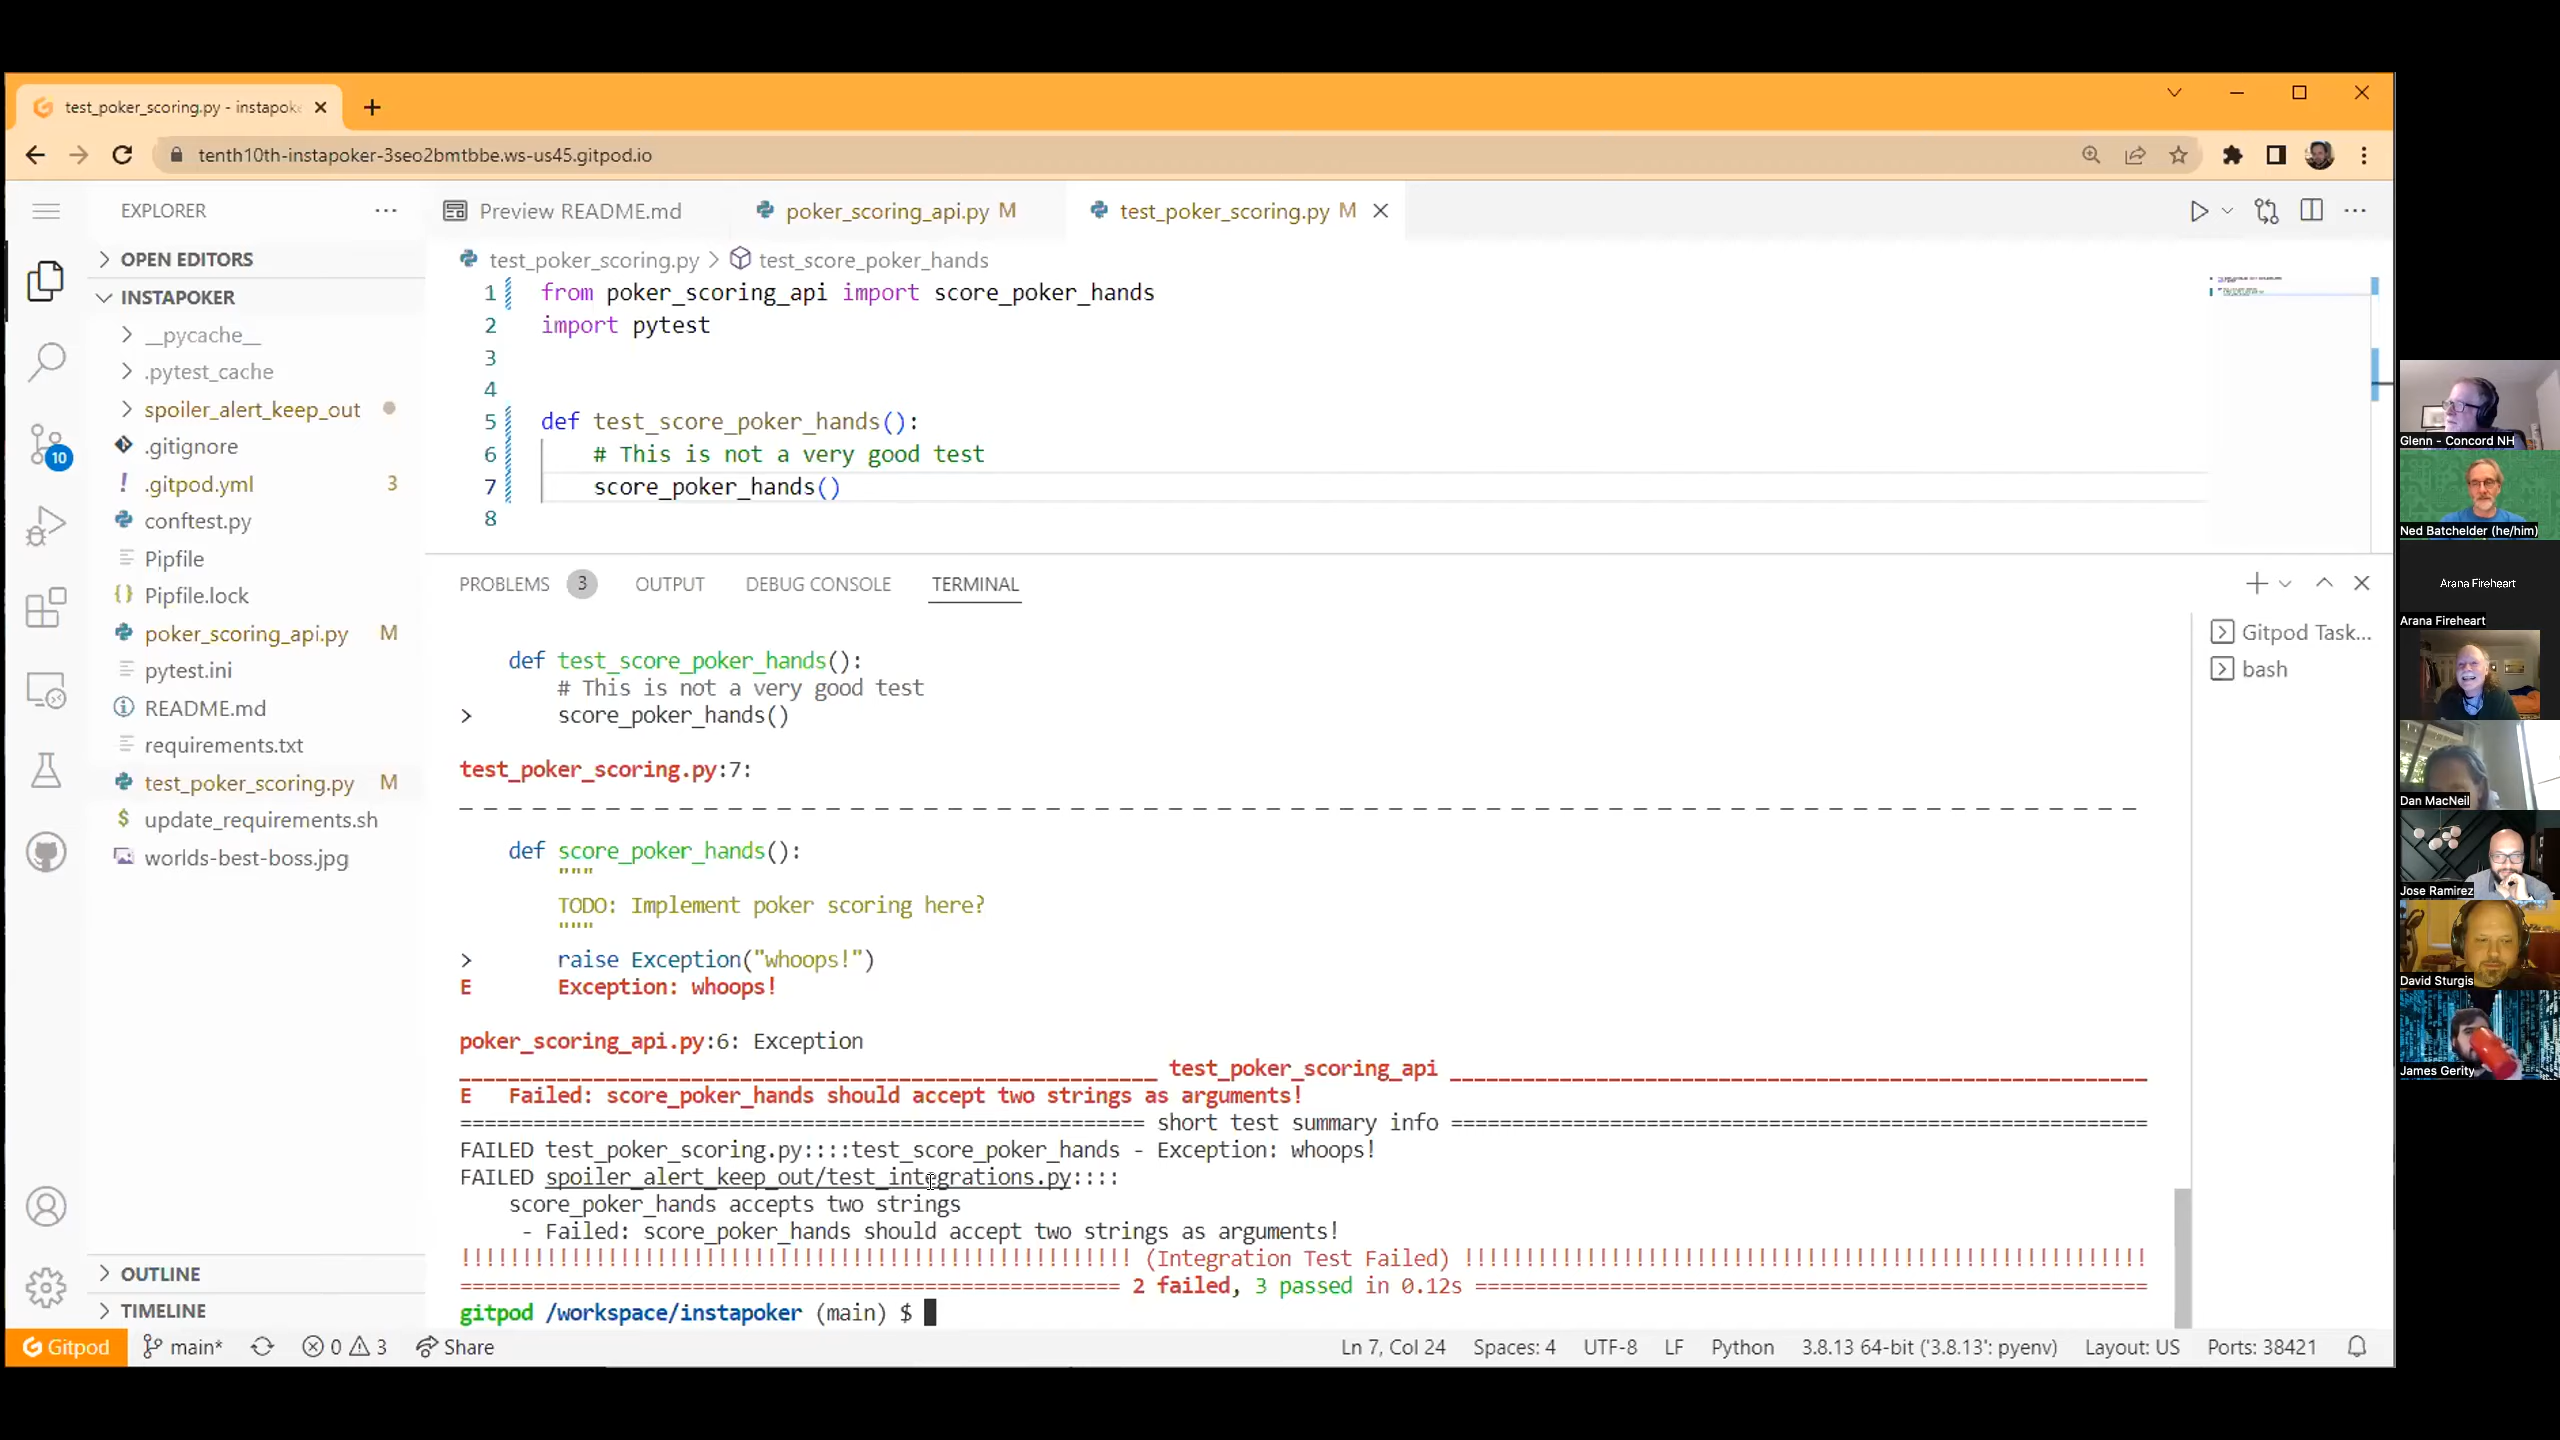 test_poker_scoring.py - instapok
tenth10th-instapoker-3seo2bmtbbe.ws-us45.gitpod.io
EXPLORER
Preview README.md
poker_scoring_api.py M
test_poker_scoring.py M
OPEN EDITORS
INSTAPOKER
__pycache__
.pytest_cache
spoiler_alert_keep_out
.gitignore
! .gitpod.yml 3
conftest.py
Pipfile
{} Pipfile.lock
poker_scoring_api.py M
pytest.ini
README.md
requirements.txt
test_poker_scoring.py M
$ update_requirements.sh
worlds-best-boss.jpg
OUTLINE
TIMELINE
10
test_poker_scoring.py > test_score_poker_hands
1 from poker_scoring_api import score_poker_hands
2 import pytest
3
4
5 def test_score_poker_hands():
6 # This is not a very good test
7 score_poker_hands()
8
PROBLEMS 3 OUTPUT DEBUG CONSOLE TERMINAL
Gitpod Task...
bash
def test_score_poker_hands():
# This is not a very good test
> score_poker_hands()
test_poker_scoring.py:7:
_ _ _ _ _ _ _ _ _ _ _ _ _ _ _ _ _ _ _ _ _ _ _ _ _ _ _ _ _ _ _ _ _ _ _ _ _ _ _ _
def score_poker_hands():
"""
TODO: Implement poker scoring here?
"""
> raise Exception("whoops!")
E Exception: whoops!
poker_scoring_api.py:6: Exception
____________________ test_poker_scoring_api ____________________
E Failed: score_poker_hands should accept two strings as arguments!
==================== short test summary info ====================
FAILED test_poker_scoring.py::::test_score_poker_hands - Exception: whoops!
FAILED spoiler_alert_keep_out/test_integrations.py::::
score_poker_hands accepts two strings
- Failed: score_poker_hands should accept two strings as arguments!
!!!!!!!!!!!!!!!!!!!! (Integration Test Failed) !!!!!!!!!!!!!!!!!!!!
==================== 2 failed, 3 passed in 0.12s ====================
gitpod /workspace/instapoker (main) $
Gitpod main* 0 3 Share Ln 7, Col 24 Spaces: 4 UTF-8 LF Python 3.8.13 64-bit ('3.8.13': pyenv) Layout: US Ports: 38421
Glenn - Concord NH
Ned Batchelder (he/him)
Arana Fireheart
Arana Fireheart
Dan MacNeil
Jose Ramirez
David Sturgis
James Gerity